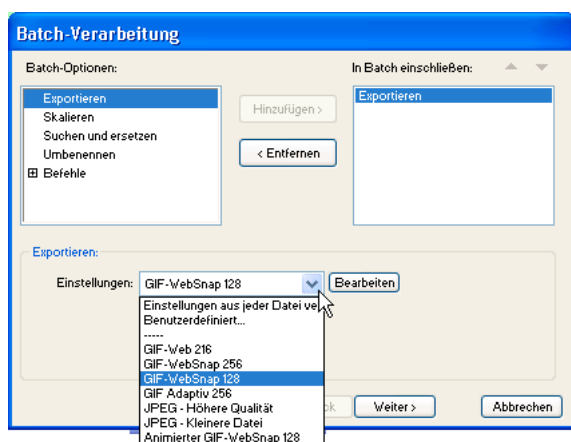 Batch-Verarbeitung
Batch-Optionen:
In Batch einschließen:
Exportieren
Skalieren
Suchen und ersetzen
Umbenennen
Befehle
Hinzufügen >
< Entfernen
Exportieren
Exportieren:
Einstellungen:
GIF-WebSnap 128
Bearbeiten
Einstellungen aus jeder Datei
Benutzerdefiniert...
-----
GIF-Web 216
GIF-WebSnap 256
GIF-WebSnap 128
GIF Adaptiv 256
JPEG - Höhere Qualität
JPEG - Kleinere Datei
Animierter GIF-WebSnap 128
Weiter >
Abbrechen